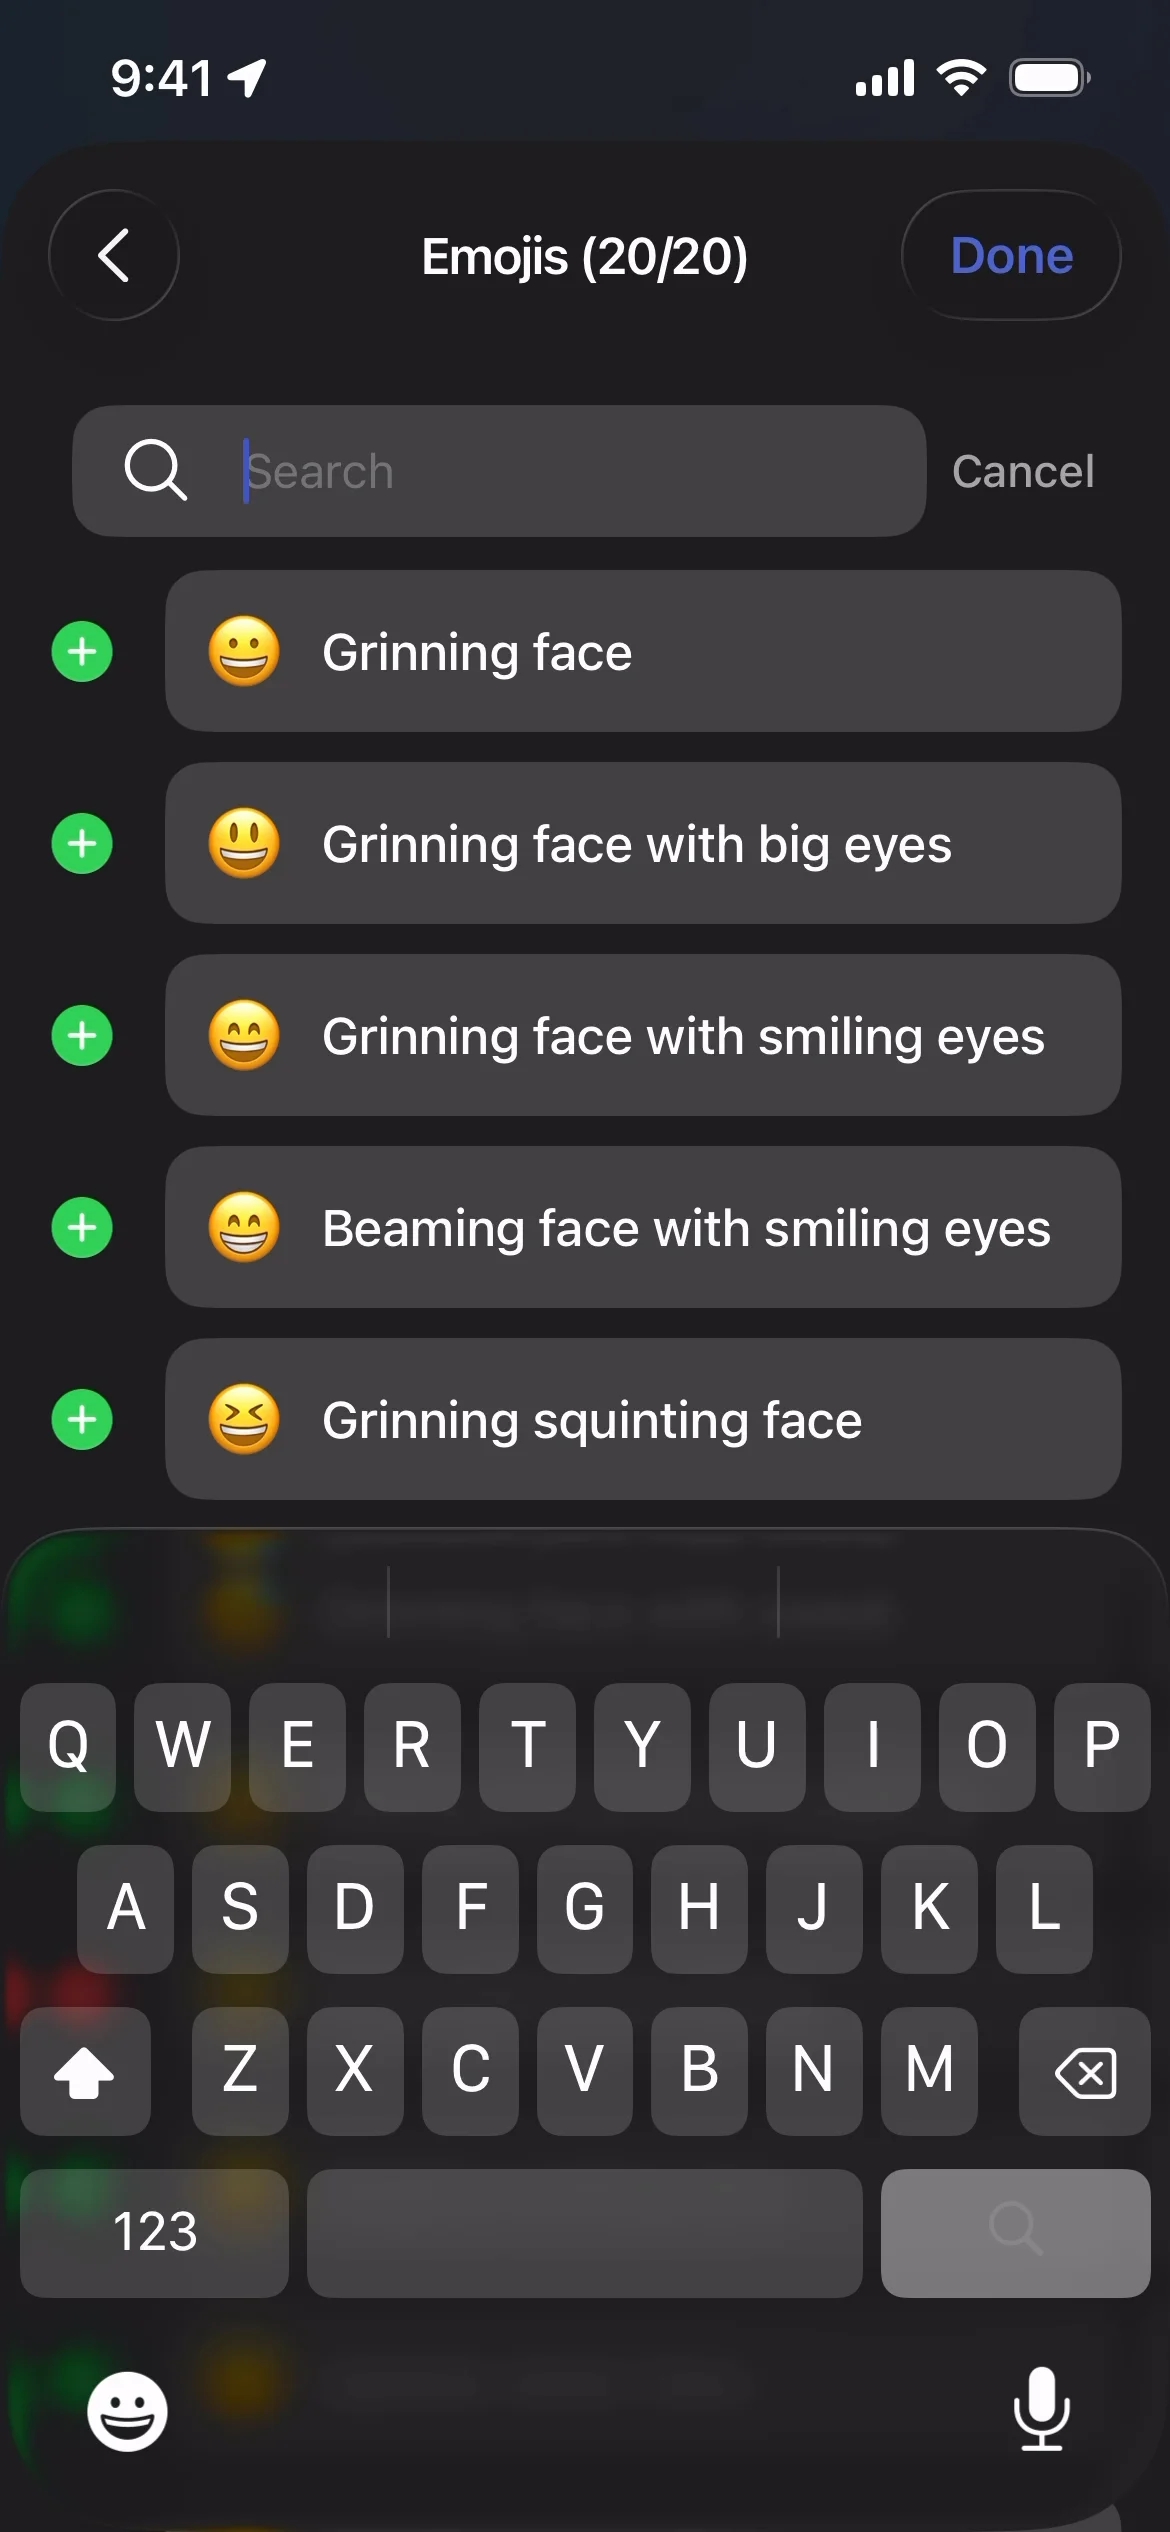 9:41
Emojis (20/20)
Done
Search
Cancel
Grinning face
Grinning face with big eyes
Grinning face with smiling eyes
Beaming face with smiling eyes
Grinning squinting face
Q W E R T Y U I O P
A S D F G H J K L
Z X C V B N M
123